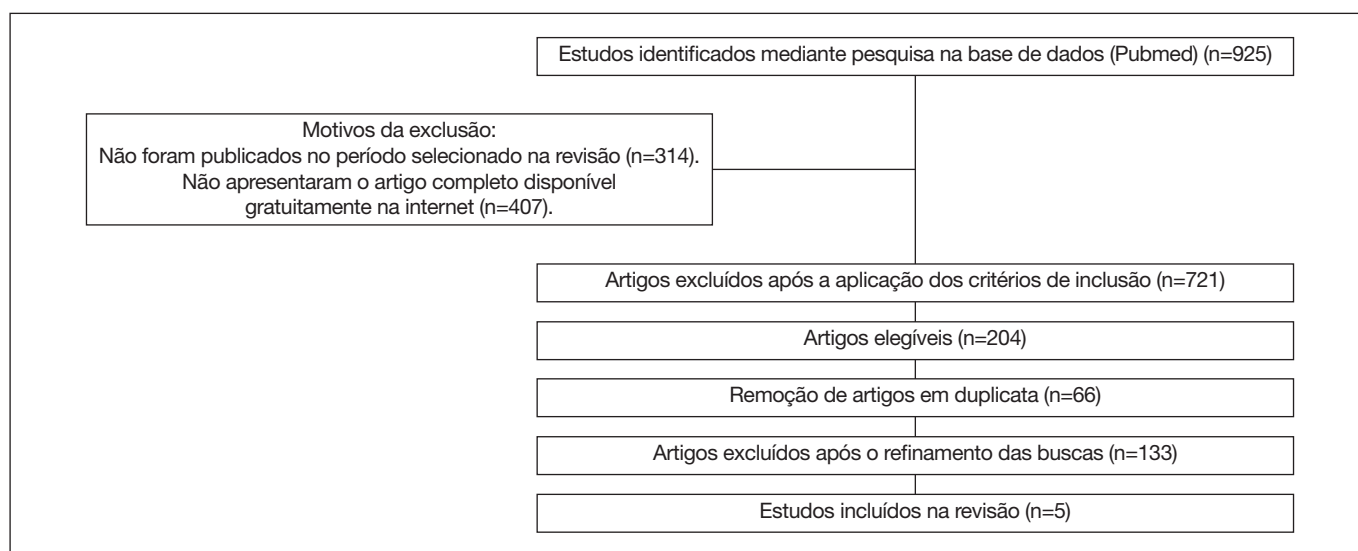 Estudos identificados mediante pesquisa na base de dados (Pubmed) (n=925)
Motivos da exclusão:
Não foram publicados no período selecionado na revisão (n=314).
Não apresentaram o artigo completo disponível
gratuitamente na internet (n=407).
Artigos excluídos após a aplicação dos critérios de inclusão (n=721)
Artigos elegíveis (n=204)
Remoção de artigos em duplicata (n=66)
Artigos excluídos após o refinamento das buscas (n=133)
Estudos incluídos na revisão (n=5)